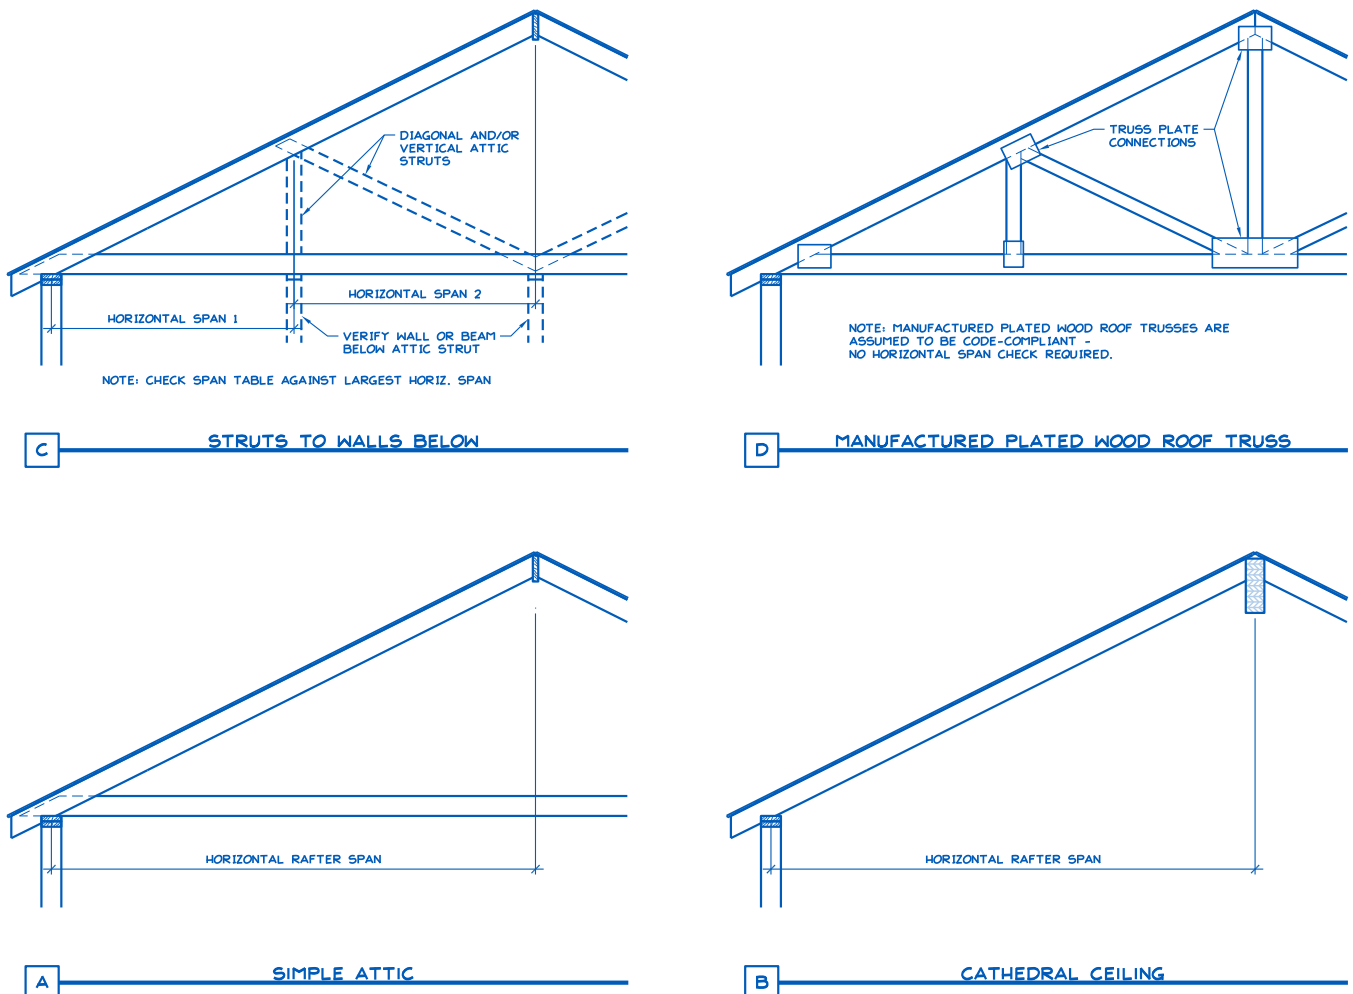 DIAGONAL AND/OR
VERTICAL ATTIC
STRUTS
HORIZONTAL SPAN 2
HORIZONTAL SPAN 1
VERIFY WALL OR BEAM
BELOW ATTIC STRUT
NOTE: CHECK SPAN TABLE AGAINST LARGEST HORIZ. SPAN
C
STRUTS TO WALLS BELOW
TRUSS PLATE
CONNECTIONS
NOTE: MANUFACTURED PLATED WOOD ROOF TRUSSES ARE
ASSUMED TO BE CODE-COMPLIANT -
NO HORIZONTAL SPAN CHECK REQUIRED.
D
MANUFACTURED PLATED WOOD ROOF TRUSS
HORIZONTAL RAFTER SPAN
A
SIMPLE ATTIC
HORIZONTAL RAFTER SPAN
B
CATHEDRAL CEILING